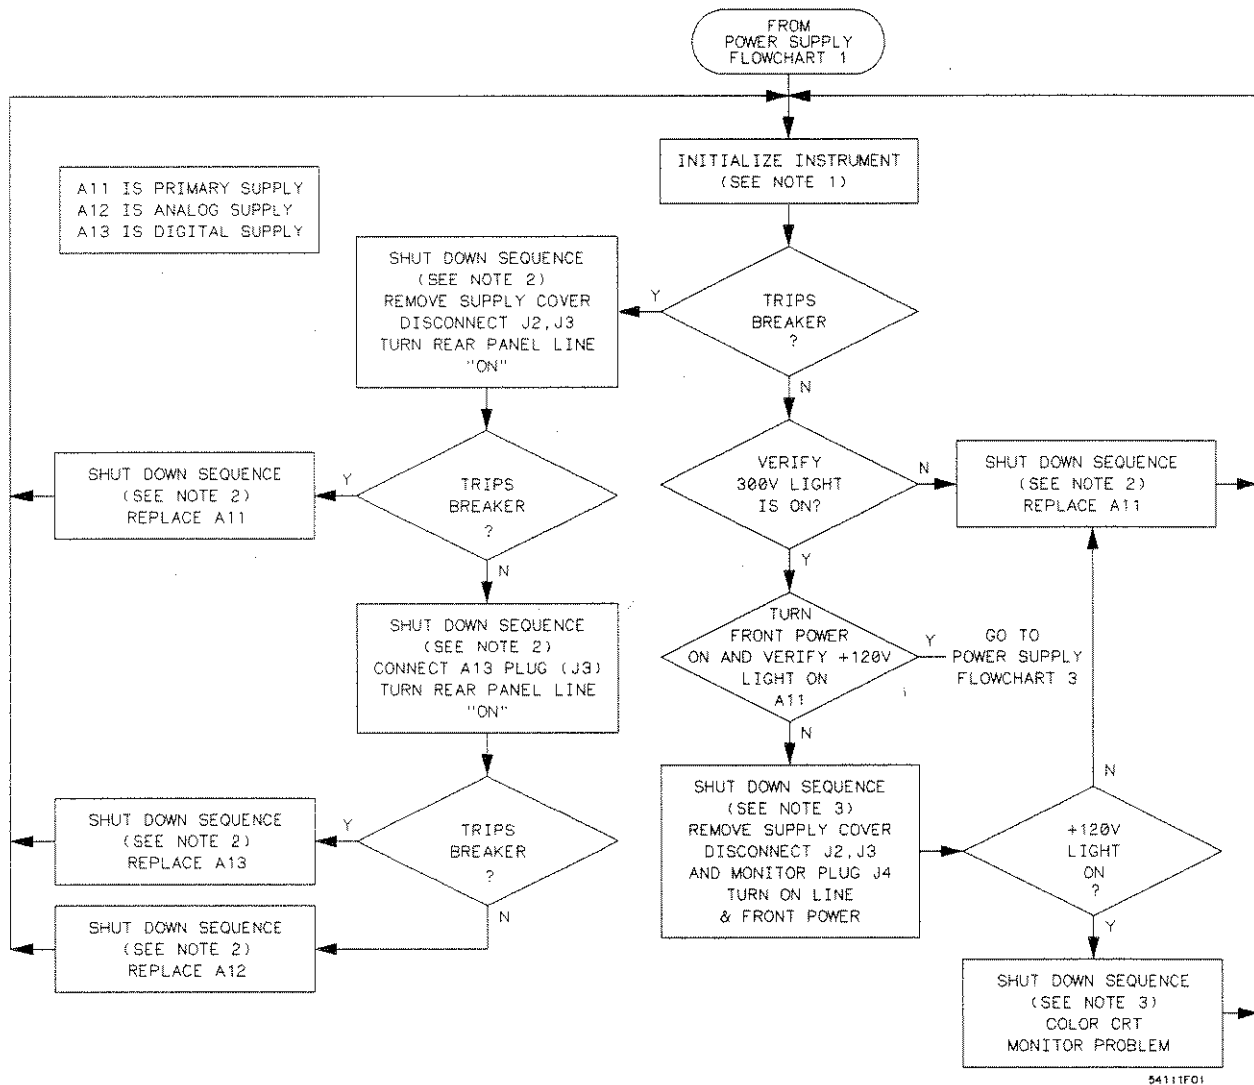 FROM
POWER SUPPLY
FLOWCHART 1
INITIALIZE INSTRUMENT
(SEE NOTE 1)
A11 IS PRIMARY SUPPLY
A12 IS ANALOG SUPPLY
A13 IS DIGITAL SUPPLY
SHUT DOWN SEQUENCE
(SEE NOTE 2)
REMOVE SUPPLY COVER
DISCONNECT J2,J3
TURN REAR PANEL LINE
"ON"
Y
TRIPS
BREAKER
?
N
SHUT DOWN SEQUENCE
(SEE NOTE 2)
REPLACE A11
Y
TRIPS
BREAKER
?
N
VERIFY
300V LIGHT
IS ON?
N
Y
SHUT DOWN SEQUENCE
(SEE NOTE 2)
REPLACE A11
SHUT DOWN SEQUENCE
(SEE NOTE 2)
CONNECT A13 PLUG (J3)
TURN REAR PANEL LINE
"ON"
TURN
FRONT POWER
ON AND VERIFY +120V
LIGHT ON
A11
Y
N
GO TO
POWER SUPPLY
FLOWCHART 3
SHUT DOWN SEQUENCE
(SEE NOTE 2)
REPLACE A13
Y
TRIPS
BREAKER
?
N
SHUT DOWN SEQUENCE
(SEE NOTE 3)
REMOVE SUPPLY COVER
DISCONNECT J2,J3
AND MONITOR PLUG J4
TURN ON LINE
& FRONT POWER
N
+120V
LIGHT
ON
?
Y
SHUT DOWN SEQUENCE
(SEE NOTE 2)
REPLACE A12
SHUT DOWN SEQUENCE
(SEE NOTE 3)
COLOR CRT
MONITOR PROBLEM
54111F01